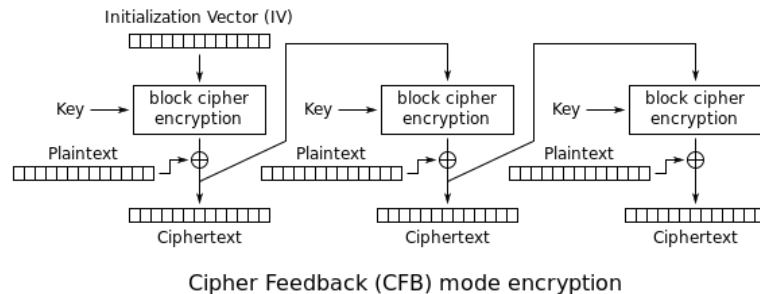 Initialization Vector (IV)
Key
block cipher
encryption
Key
block cipher
encryption
Key
block cipher
encryption
Plaintext
Plaintext
Plaintext
Ciphertext
Ciphertext
Ciphertext
Cipher Feedback (CFB) mode encryption